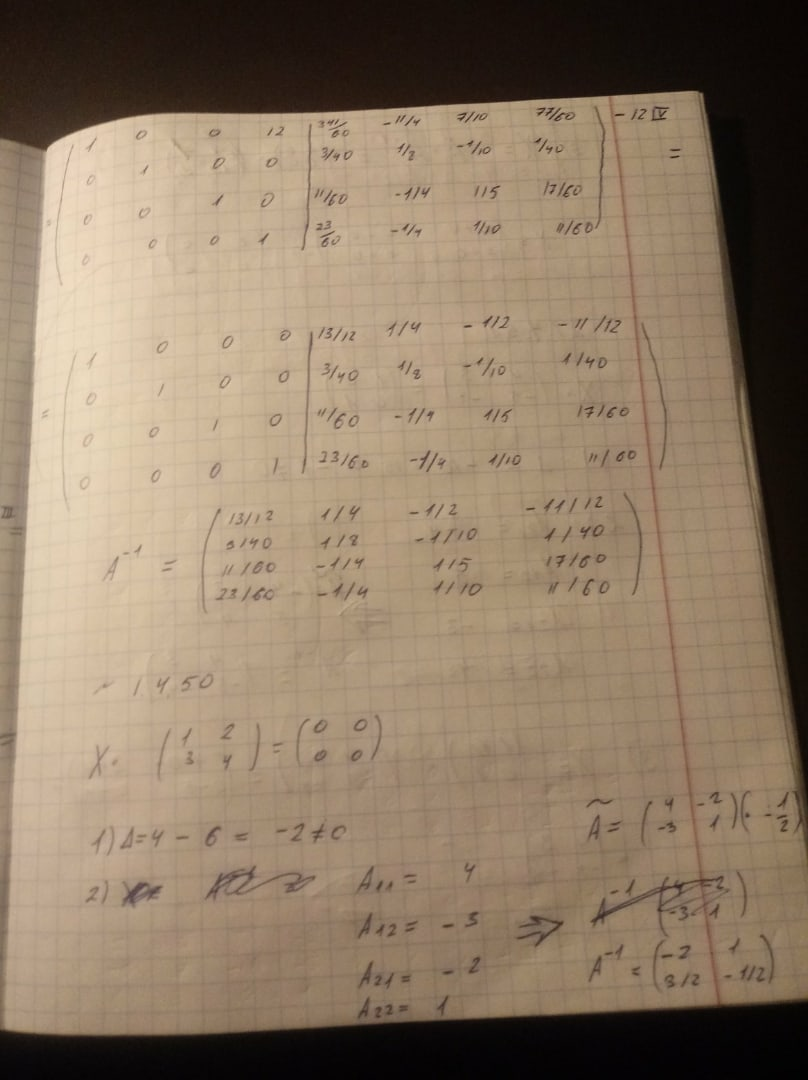 1 0 0 12 | 341/60 -11/4 7/10 77/60 - 12 IV
0 1 0 0 | 3/40 1/8 -1/10 1/40 =
0 0 1 0 | 11/60 -1/4 1/5 17/60
0 0 0 1 | 23/60 -1/4 1/10 11/60
= 1 0 0 0 | 13/12 1/4 -1/2 -11/12
0 1 0 0 | 3/40 1/8 -1/10 1/40
0 0 1 0 | 11/60 -1/4 1/5 17/60
0 0 0 1 | 23/60 -1/4 1/10 11/60
A⁻¹ = ( 13/12 1/4 -1/2 -11/12
3/40 1/8 -1/10 1/40
11/60 -1/4 1/5 17/60
23/60 -1/4 1/10 11/60 )
~ 1,4,50
X · ( 1 2 ) = ( 0 0 )
3 4 0 0
1) Δ = 4 - 6 = -2 ≠ 0
2) A₁₁ = 4
A₁₂ = -3 ⇒
A₂₁ = -2
A₂₂ = 1
Ã = ( 4 -2 ) ( · -1/2 )
-3 1
A⁻¹ ( 4 -2
-3 1 )
A⁻¹ = ( -2 1
3/2 -1/2 )